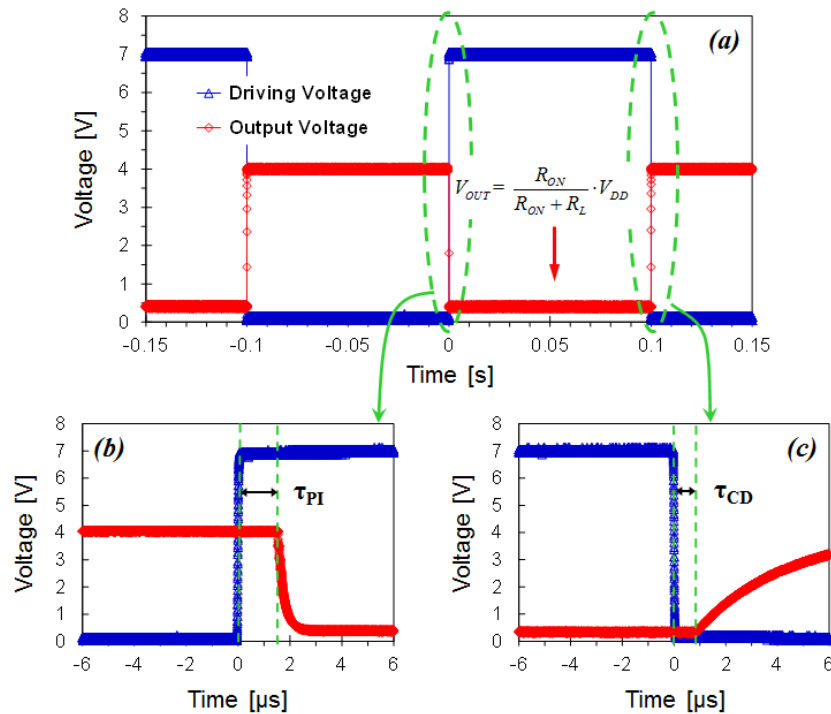 8
7
6
5
4
3
2
1
0
Voltage [V]
(a)
Driving Voltage
Output Voltage
V_OUT = R_ON / (R_ON + R_L) · V_DD
-0.15 -0.1 -0.05 0 0.05 0.1 0.15
Time [s]
8
7
6
5
4
3
2
1
0
Voltage [V]
(b)
τ_PI
-6 -4 -2 0 2 4 6
Time [µs]
8
7
6
5
4
3
2
1
0
Voltage [V]
(c)
τ_CD
-6 -4 -2 0 2 4 6
Time [µs]